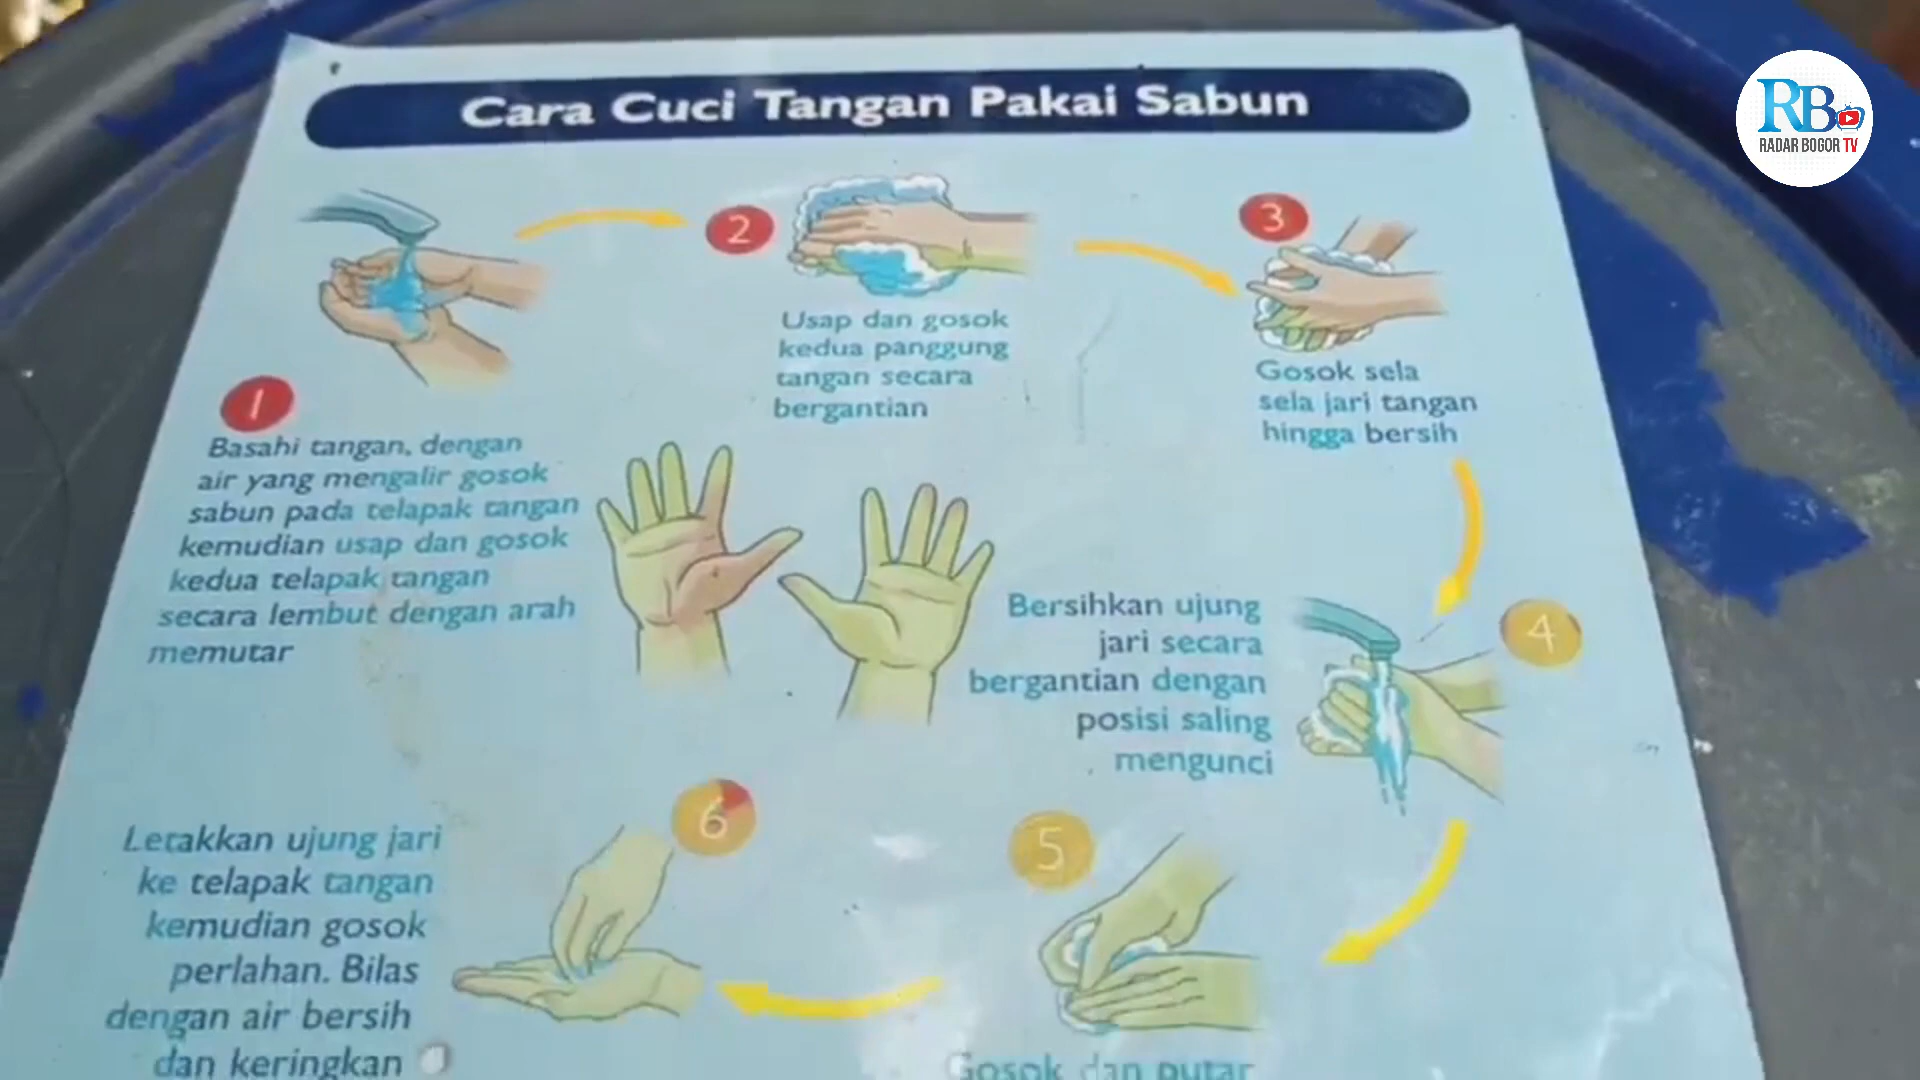 Cara Cuci Tangan Pakai Sabun
RB
RADAR BOGOR TV
1
Basahi tangan, dengan
air yang mengalir gosok
sabun pada telapak tangan
kemudian usap dan gosok
kedua telapak tangan
secara lembut dengan arah
memutar
2
Usap dan gosok
kedua panggung
tangan secara
bergantian
3
Gosok sela
sela jari tangan
hingga bersih
4
Bersihkan ujung
jari secara
bergantian dengan
posisi saling
mengunci
5
Gosok dan putar
6
Letakkan ujung jari
ke telapak tangan
kemudian gosok
perlahan. Bilas
dengan air bersih
dan keringkan